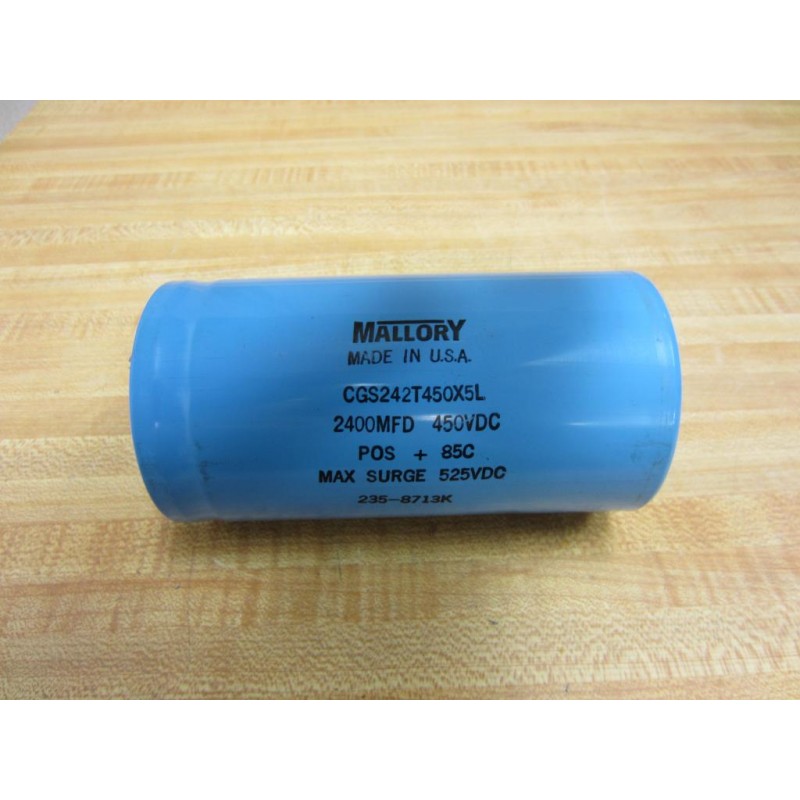 MALLORY
MADE IN U.S.A.
CGS242T450X5L
2400MFD 450VDC
POS + 85C
MAX SURGE 525VDC
235-8713K